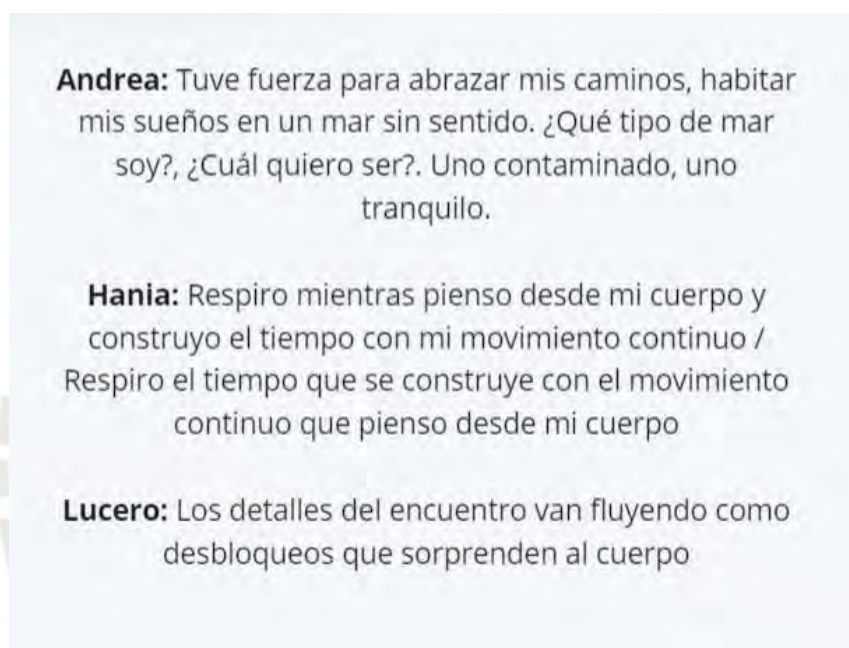 Andrea: Tuve fuerza para abrazar mis caminos, habitar
mis sueños en un mar sin sentido. ¿Qué tipo de mar
soy?, ¿Cuál quiero ser?. Uno contaminado, uno
tranquilo.
Hania: Respiro mientras pienso desde mi cuerpo y
construyo el tiempo con mi movimiento continuo /
Respiro el tiempo que se construye con el movimiento
continuo que pienso desde mi cuerpo
Lucero: Los detalles del encuentro van fluyendo como
desbloqueos que sorprenden al cuerpo